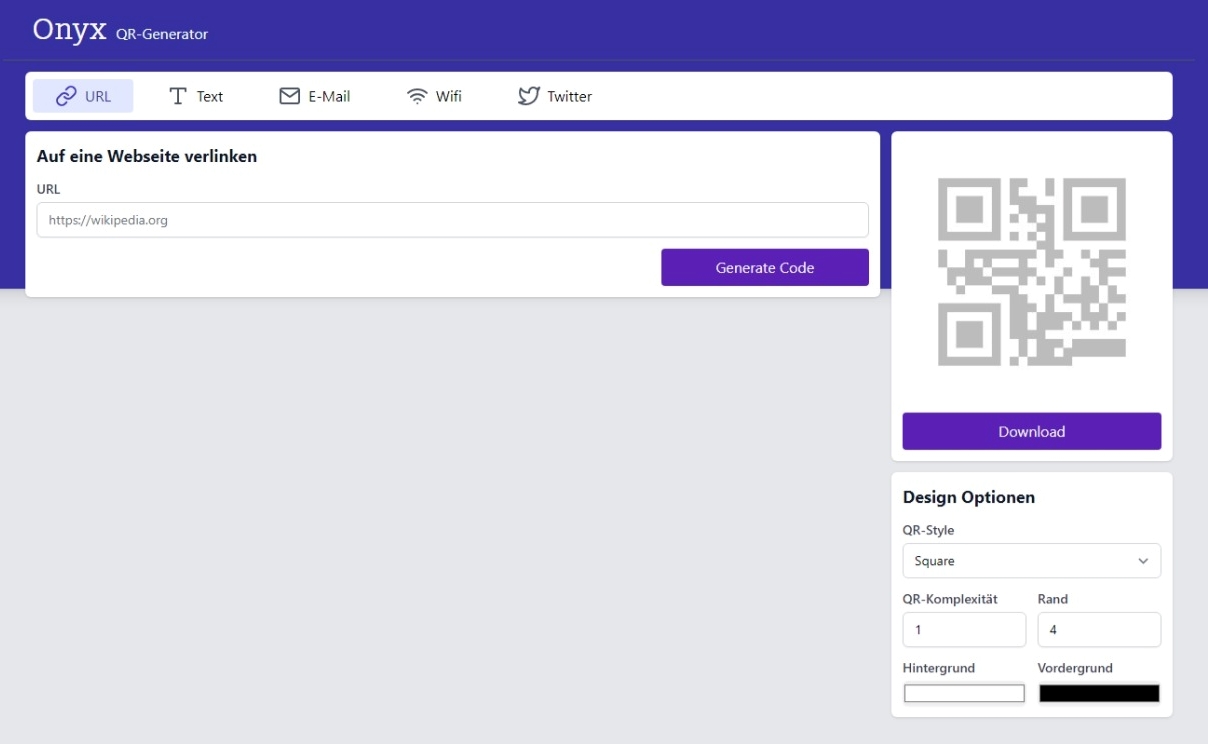 Onyx QR-Generator
URL Text E-Mail Wifi Twitter
Auf eine Webseite verlinken
URL
https://wikipedia.org
Generate Code
Download
Design Optionen
QR-Style
Square
QR-Komplexität Rand
1 4
Hintergrund Vordergrund